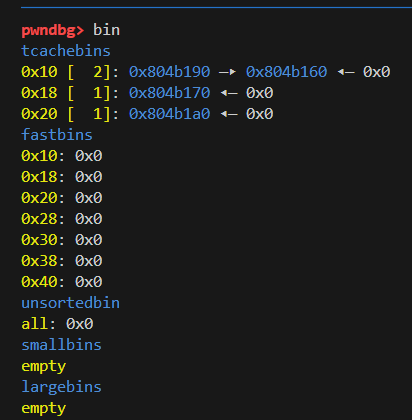 pwndbg> bin
tcachebins
0x10 [  2]: 0x804b190 —▸ 0x804b160 ◂— 0x0
0x18 [  1]: 0x804b170 ◂— 0x0
0x20 [  1]: 0x804b1a0 ◂— 0x0
fastbins
0x10: 0x0
0x18: 0x0
0x20: 0x0
0x28: 0x0
0x30: 0x0
0x38: 0x0
0x40: 0x0
unsortedbin
all: 0x0
smallbins
empty
largebins
empty